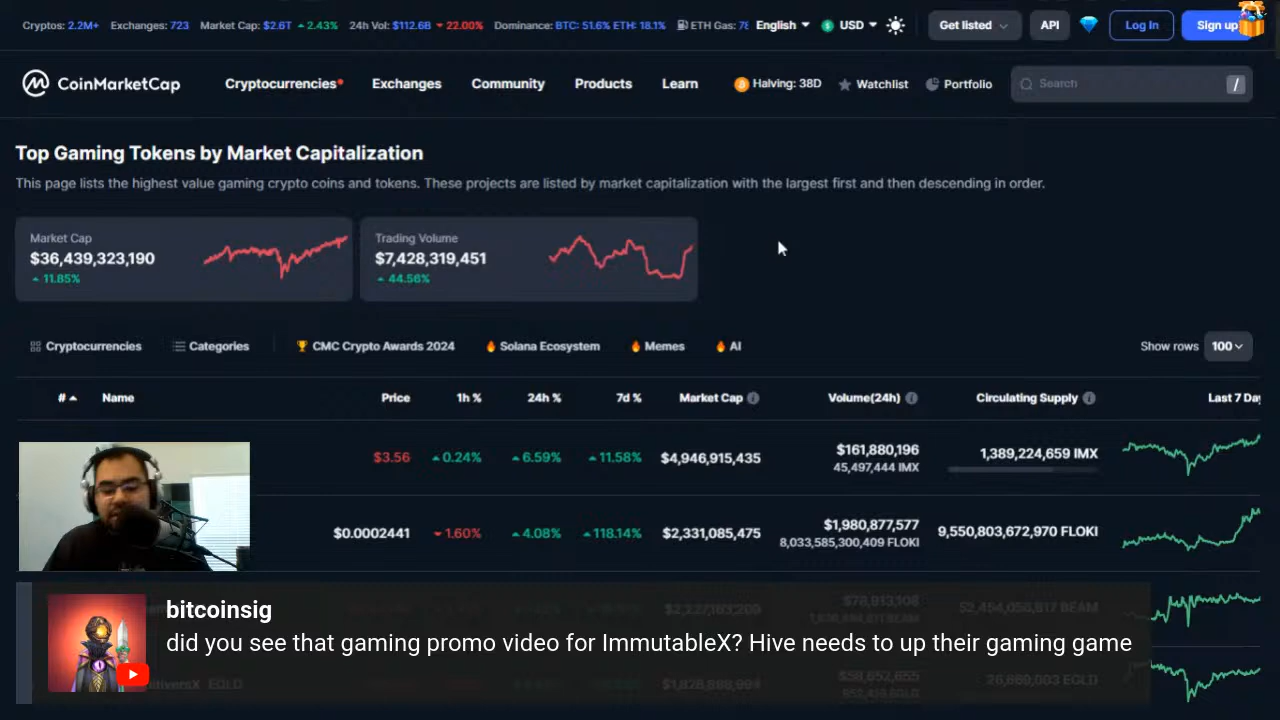 Cryptos: 2.2M+ Exchanges: 723 Market Cap: $2.6T 2.43% 24h Vol: $112.6B 22.00% Dominance: BTC: 51.6% ETH: 18.1% ETH Gas: English USD Get listed API Log In Sign up
CoinMarketCap Cryptocurrencies Exchanges Community Products Learn Halving: 38D Watchlist Portfolio Search /
Top Gaming Tokens by Market Capitalization
This page lists the highest value gaming crypto coins and tokens. These projects are listed by market capitalization with the largest first and then descending in order.
Market Cap Trading Volume
$36,439,323,190 $7,428,319,451
11.85% 44.56%
Cryptocurrencies Categories CMC Crypto Awards 2024 Solana Ecosystem Memes AI Show rows 100
# Name Price 1h % 24h % 7d % Market Cap Volume(24h) Circulating Supply Last 7
$3.56 0.24% 6.59% 11.58% $4,946,915,435 $161,880,196 1,389,224,659 IMX
45,497,444 IMX
$0.0002441 1.60% 4.08% 118.14% $2,331,085,475 $1,980,877,577 9,550,803,672,970 FLOKI
8,033,585,300,409 FLOKI
bitcoinsig
did you see that gaming promo video for ImmutableX? Hive needs to up their gaming game
EGLD